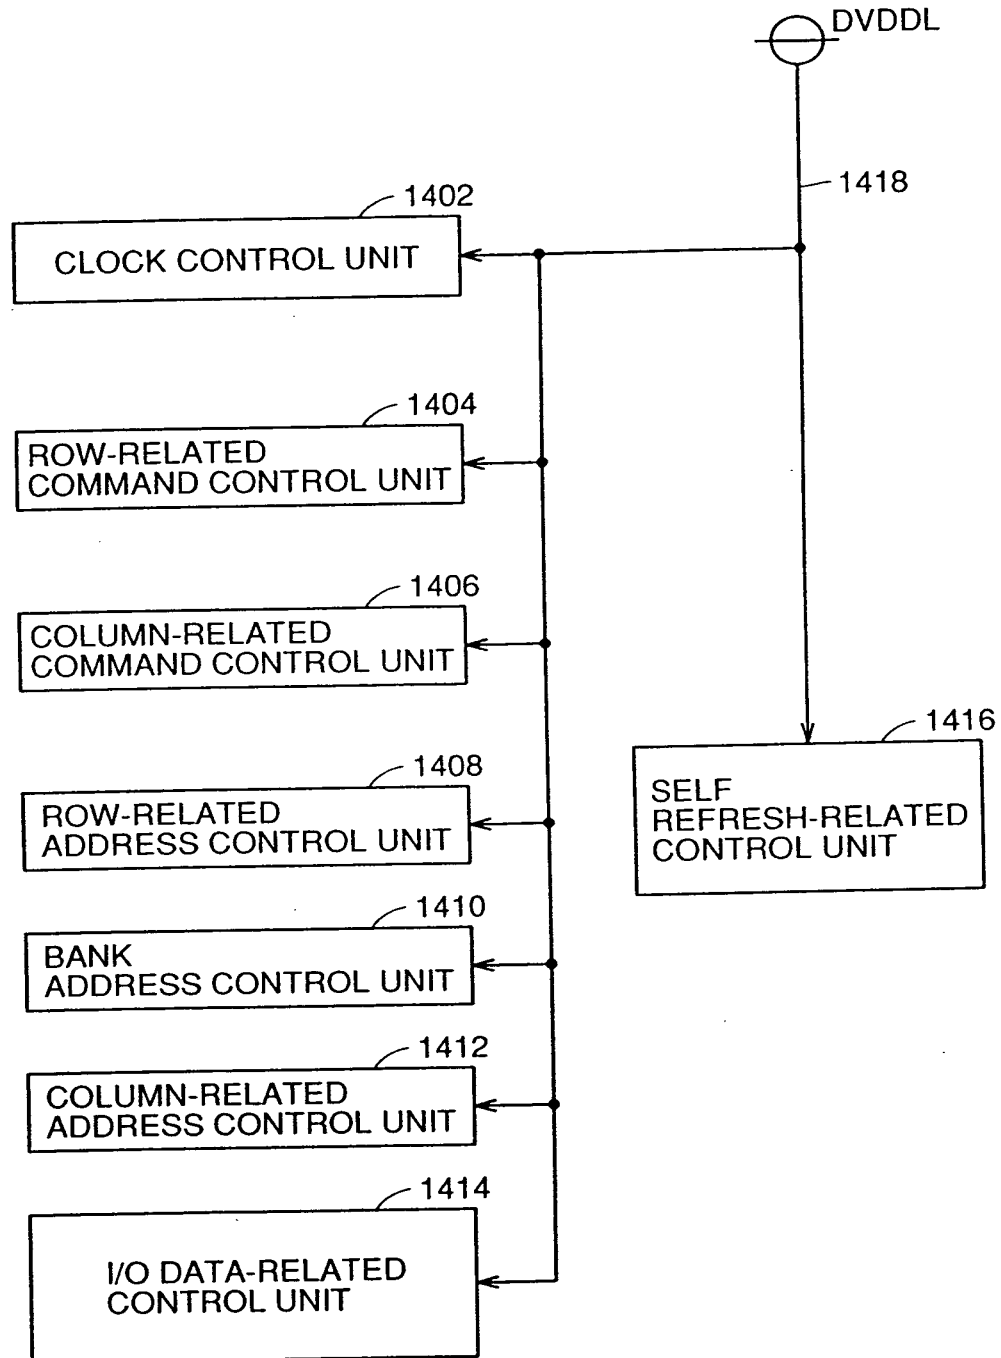 DVDDL
1418
1402
CLOCK CONTROL UNIT
1404
ROW-RELATED
COMMAND CONTROL UNIT
1406
COLUMN-RELATED
COMMAND CONTROL UNIT
1416
SELF
REFRESH-RELATED
CONTROL UNIT
1408
ROW-RELATED
ADDRESS CONTROL UNIT
1410
BANK
ADDRESS CONTROL UNIT
1412
COLUMN-RELATED
ADDRESS CONTROL UNIT
1414
I/O DATA-RELATED
CONTROL UNIT